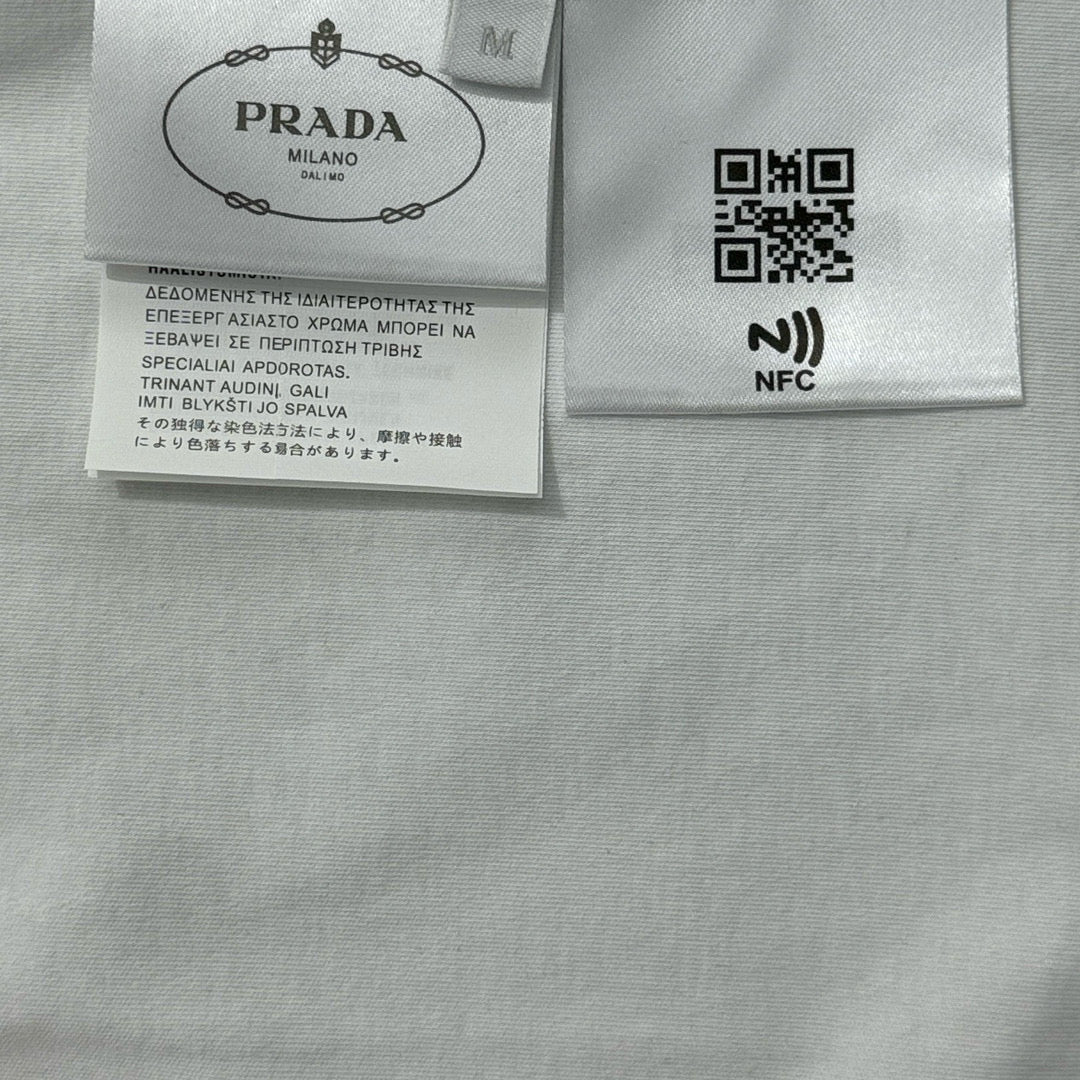 M
PRADA
MILANO
DALIMO
ΔΕΔΟΜΕΝΗΣ ΤΗΣ ΙΔΙΑΙΤΕΡΟΤΗΤΑΣ ΤΗΣ
ΕΠΕΞΕΡΓ ΑΣΙΑΣΤΟ ΧΡΩΜΑ ΜΠΟΡΕΙ ΝΑ
ΞΕΒΑΨΕΙ ΣΕ ΠΕΡΙΠΤΩΣΗ ΤΡΙΒΗΣ
SPECIALIAI APDOROTAS.
TRINANT AUDINĮ, GALI
IMTI BLYKŠTI JO SPALVA
その独得な染色法方法により、摩擦や接触
により色落ちする場合があります。
NFC